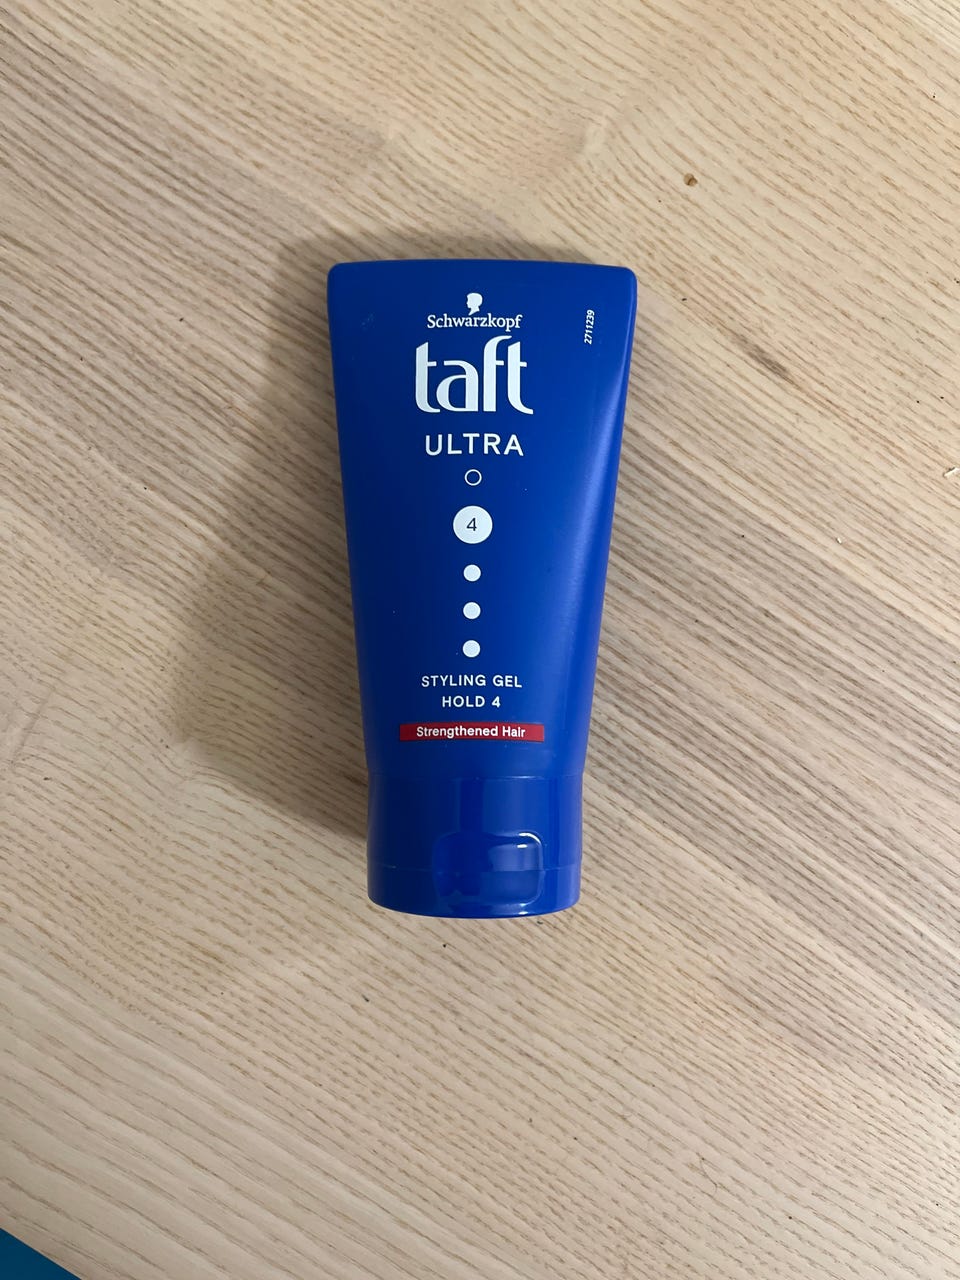 Schwarzkopf
2711239
taft
ULTRA
4
STYLING GEL
HOLD 4
Strengthened Hair